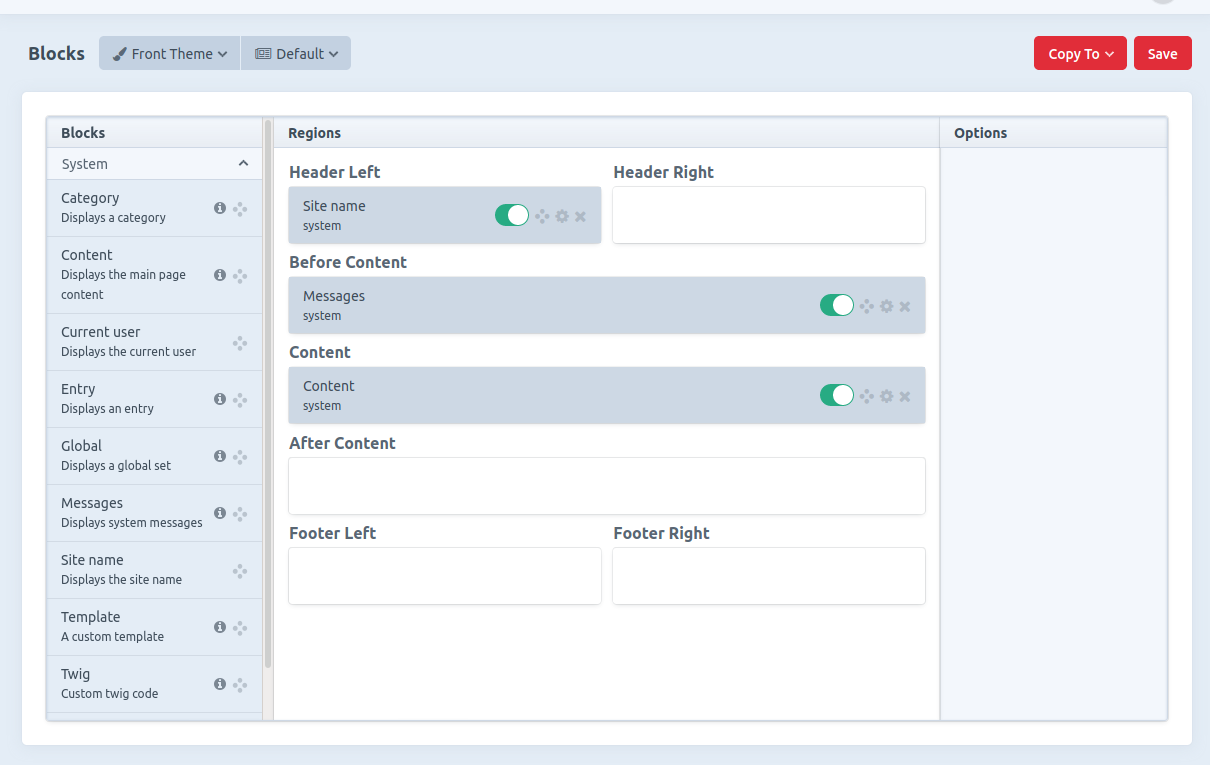 Blocks
Front Theme
Default
Copy To
Save
Blocks
Regions
Options
System
Category
Displays a category
Content
Displays the main page
content
Current user
Displays the current user
Entry
Displays an entry
Global
Displays a global set
Messages
Displays system messages
Site name
Displays the site name
Template
A custom template
Twig
Custom twig code
Header Left
Header Right
Site name
system
Before Content
Messages
system
Content
Content
system
After Content
Footer Left
Footer Right